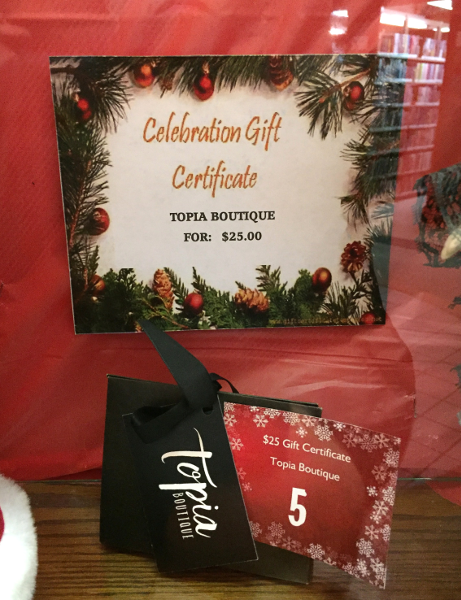 Celebration Gift
Certificate
TOPIA BOUTIQUE
FOR: $25.00
$25 Gift Certificate
Topia Boutique
5
topia
BOUTIQUE